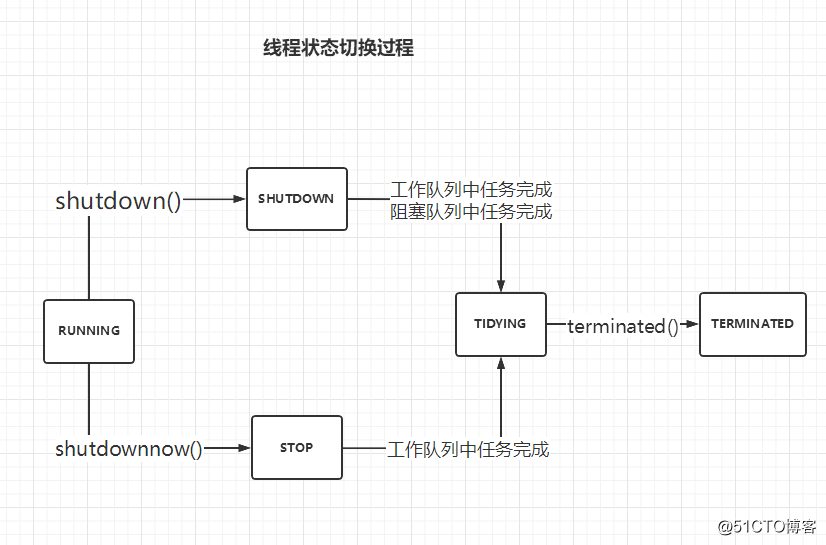 线程状态切换过程
shutdown()
SHUTDOWN
工作队列中任务完成
阻塞队列中任务完成
RUNNING
TIDYING
terminated()
TERMINATED
shutdownnow()
STOP
工作队列中任务完成
@51CTO博客